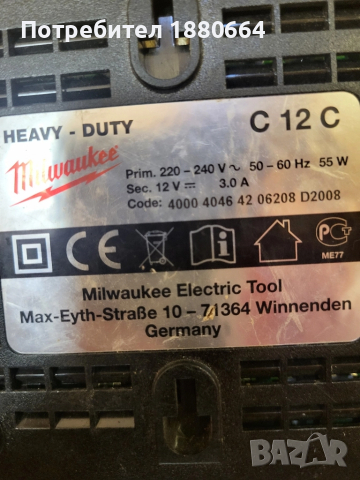 Потребител 1880664
HEAVY - DUTY
C 12 C
Milwaukee
Prim. 220 – 240 V ∿ 50 – 60 Hz 55 W
Sec. 12 V ⎓ 3.0 A
Code: 4000 4046 42 06208 D2008
CE
i
PC
ME77
Milwaukee Electric Tool
Max-Eyth-Straße 10 – 71364 Winnenden
Germany
BAZAR